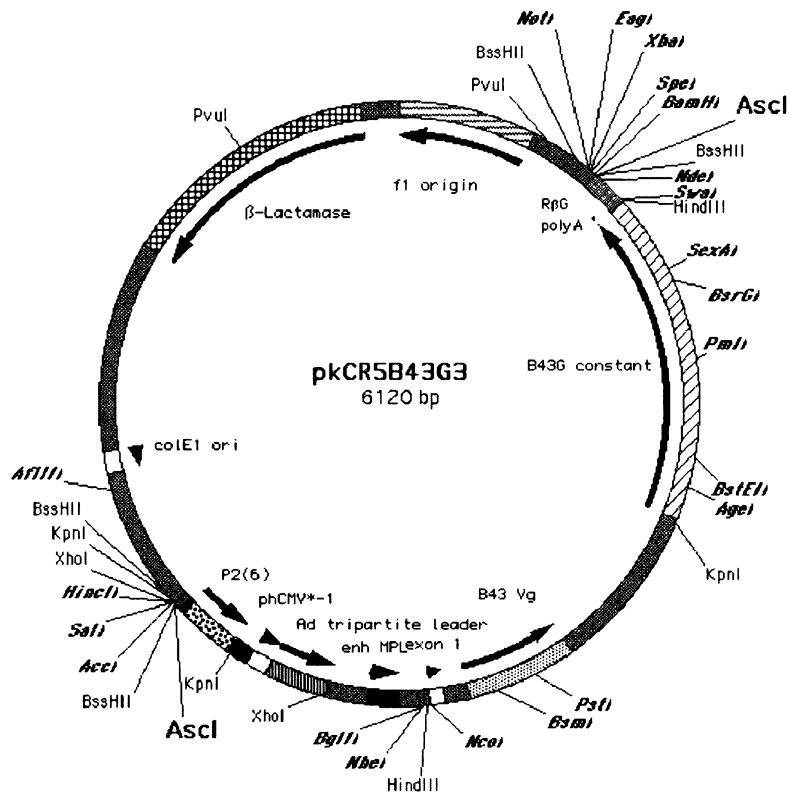 NotI
EagI
XbaI
BssHII
PvuI
SpeI
BamHI
AscI
BssHII
NdeI
SwaI
HindIII
PvuI
f1 origin
β-Lactamase
RβG
polyA
SexAI
BsrGI
PmlI
B43G constant
pkCR5B43G3
6120 bp
colE1 ori
AflIII
BssHII
KpnI
XhoI
HincII
SalI
AccI
BssHII
AscI
BstEII
AgeI
KpnI
P2(6)
phCMV*-1
Ad tripartite leader
enh MPL exon 1
B43 Vg
KpnI
XhoI
BglII
NheI
HindIII
NcoI
BsmI
PstI